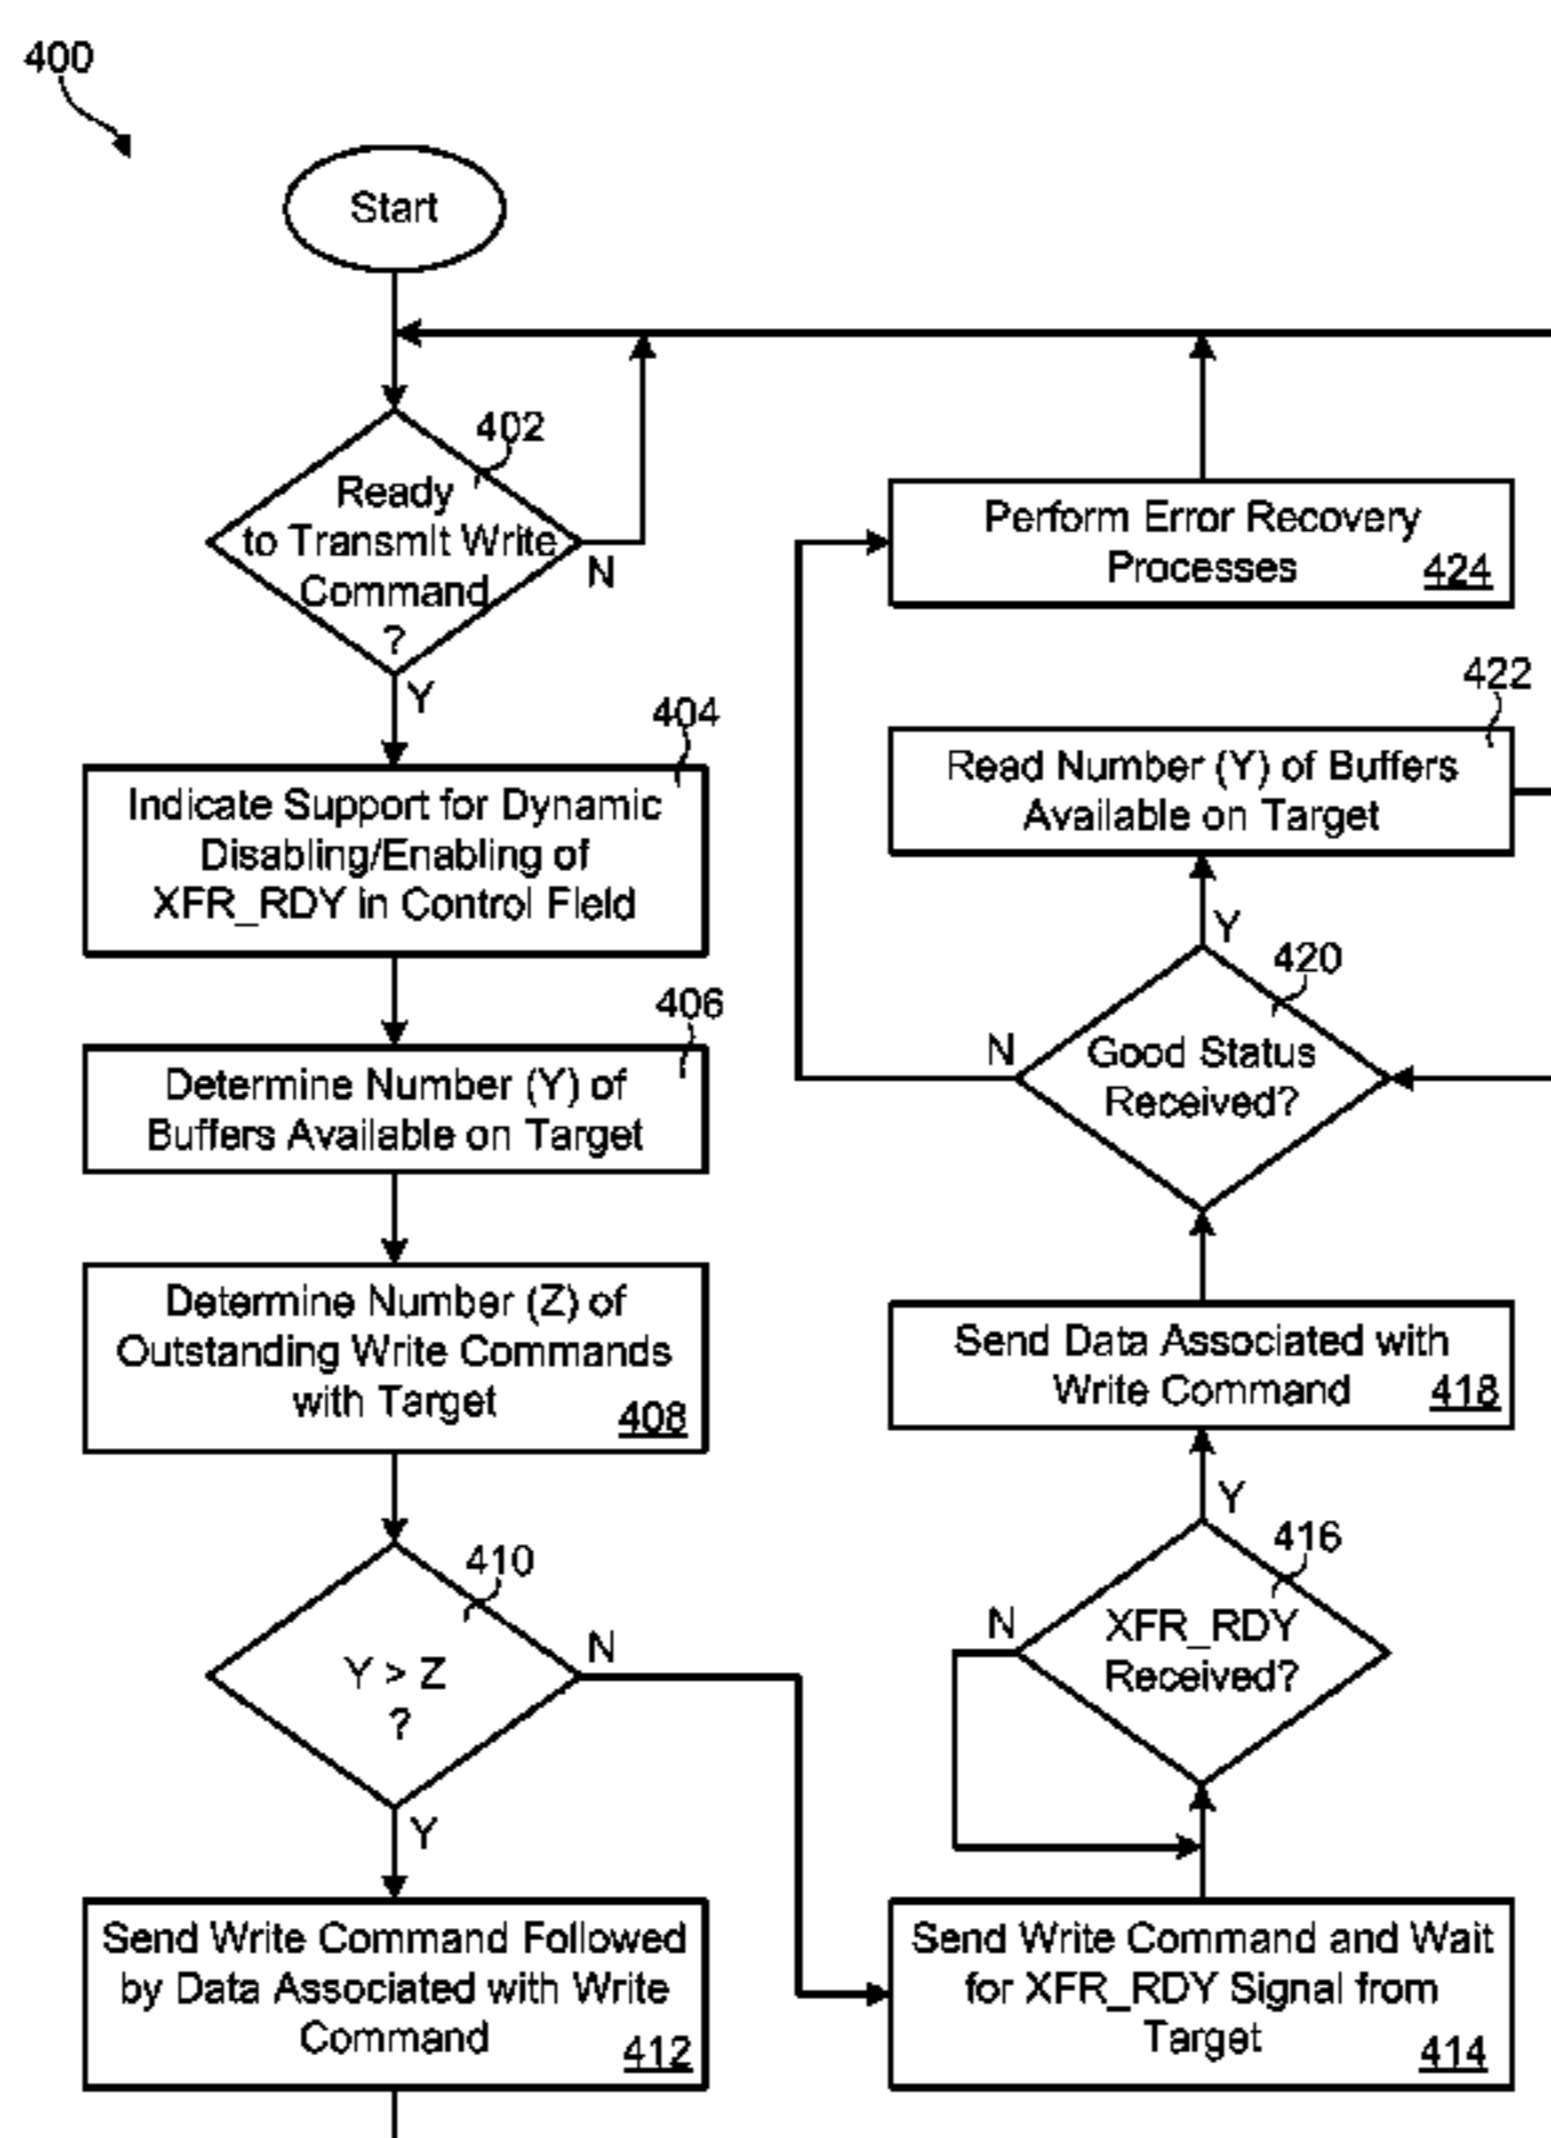 400
Start
402
Ready
to Transmit Write
Command
?
N
Y
404
Indicate Support for Dynamic
Disabling/Enabling of
XFR_RDY in Control Field
406
Determine Number (Y) of
Buffers Available on Target
Determine Number (Z) of
Outstanding Write Commands
with Target
408
410
Y > Z
?
N
Y
Send Write Command Followed
by Data Associated with Write
Command
412
Perform Error Recovery
Processes
424
422
Read Number (Y) of Buffers
Available on Target
Y
420
N
Good Status
Received?
Send Data Associated with
Write Command
418
Y
416
N
XFR_RDY
Received?
Send Write Command and Wait
for XFR_RDY Signal from
Target
414